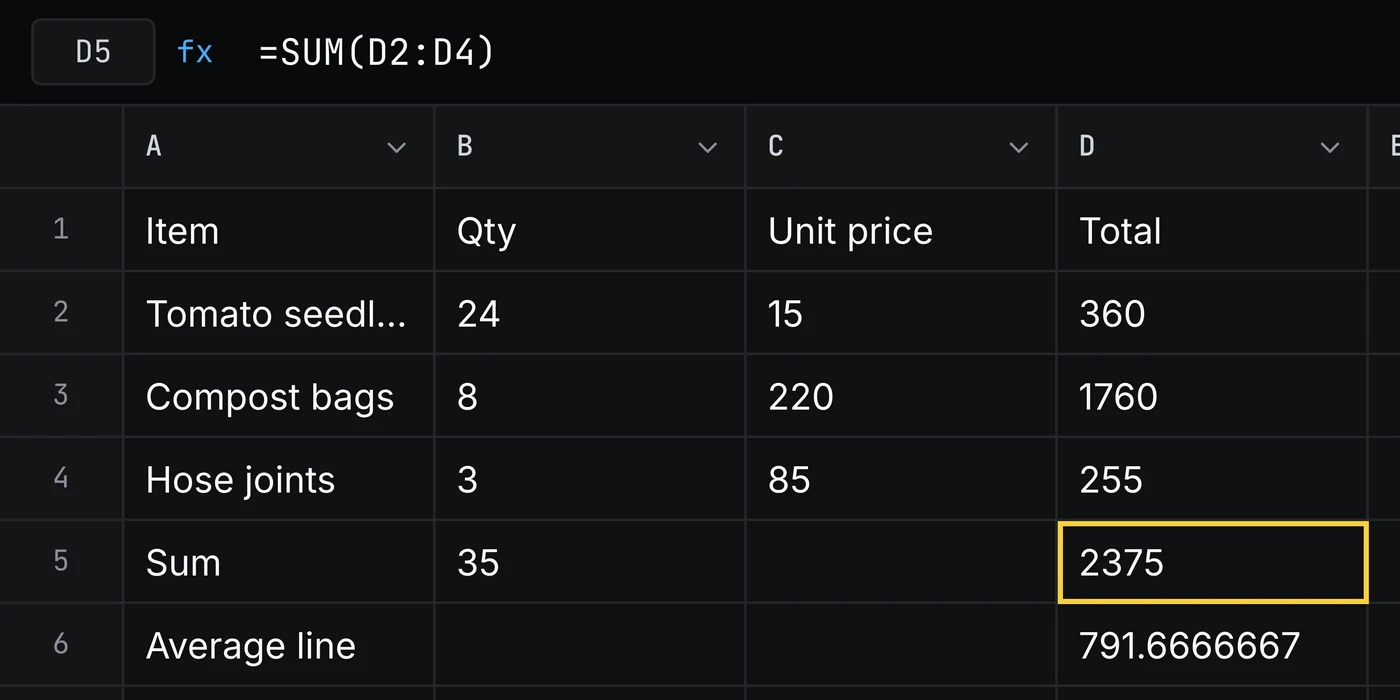 D5 fx =SUM(D2:D4)
A B C D
1 Item Qty Unit price Total
2 Tomato seedl... 24 15 360
3 Compost bags 8 220 1760
4 Hose joints 3 85 255
5 Sum 35 2375
6 Average line 791.6666667